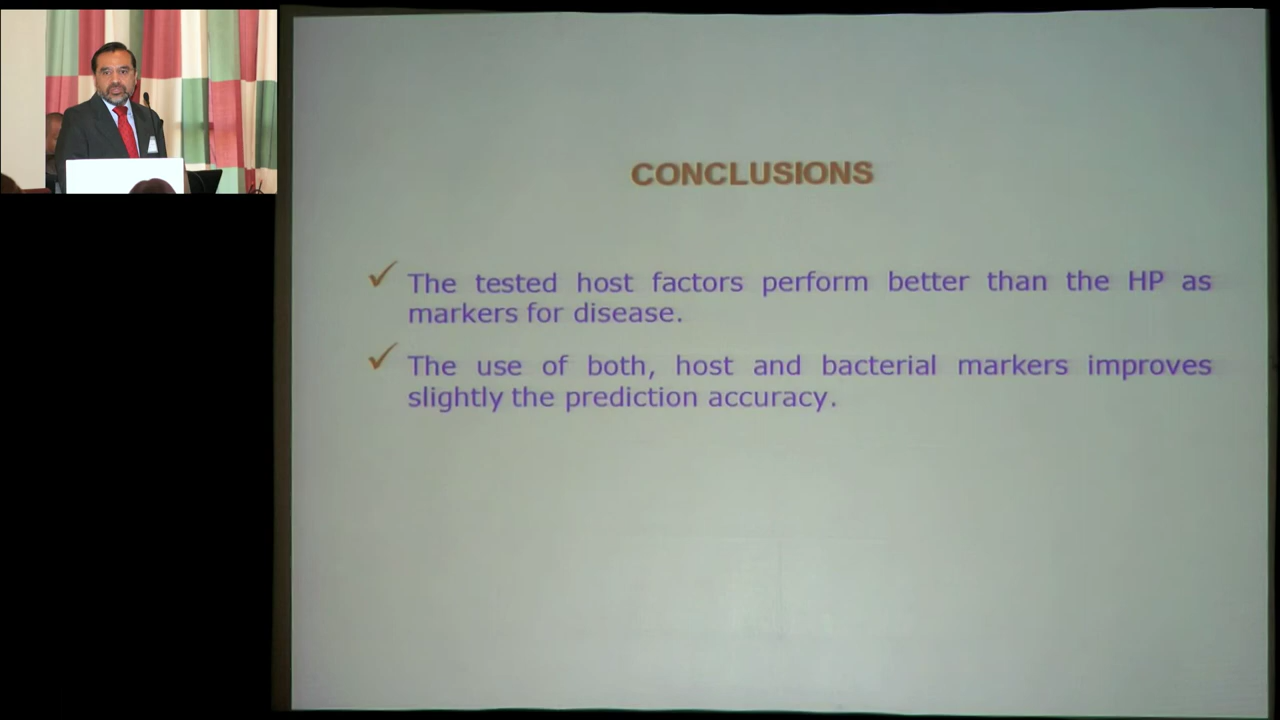 CONCLUSIONS
✓ The tested host factors perform better than the HP as
markers for disease.
✓ The use of both, host and bacterial markers improves
slightly the prediction accuracy.